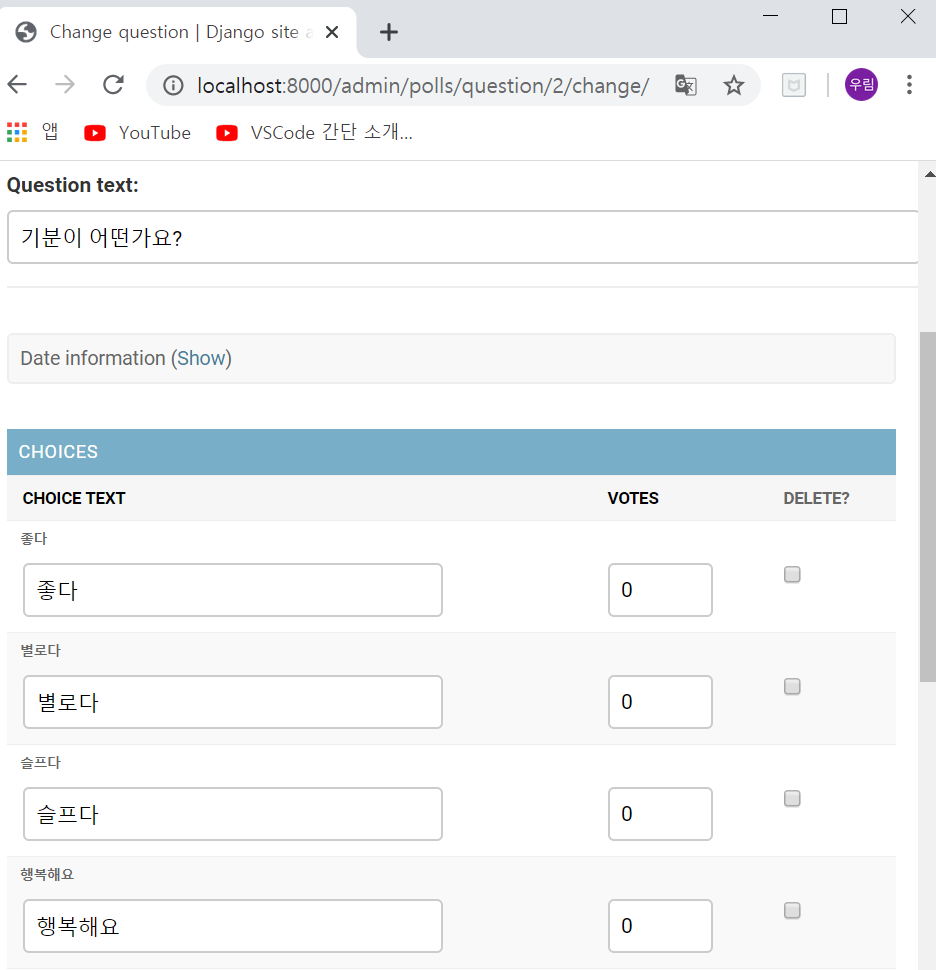 Change question | Django site a
localhost:8000/admin/polls/question/2/change/
우림
앱 YouTube VSCode 간단 소개...
Question text:
기분이 어떤가요?
Date information (Show)
CHOICES
CHOICE TEXT VOTES DELETE?
좋다
좋다 0
별로다
별로다 0
슬프다
슬프다 0
행복해요
행복해요 0